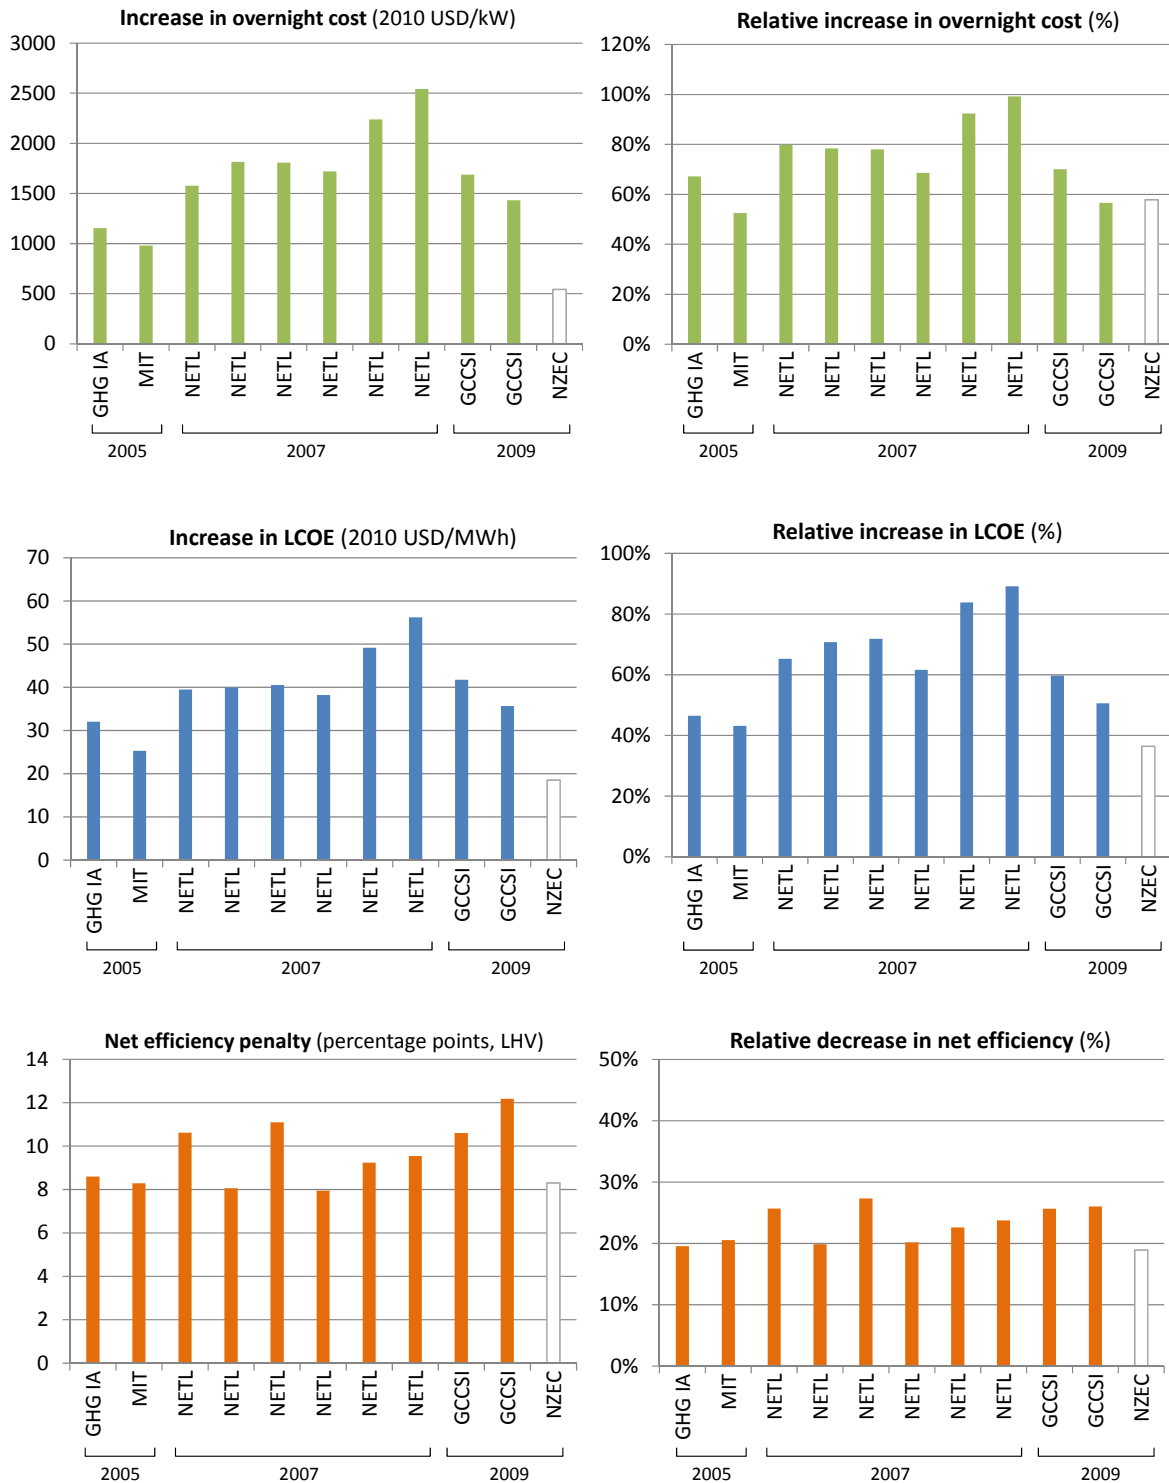 Increase in overnight cost (2010 USD/kW)
3000
2500
2000
1500
1000
500
0
GHG IA
MIT
NETL
NETL
NETL
NETL
NETL
NETL
GCCSI
GCCSI
NZEC
2005
2007
2009
Relative increase in overnight cost (%)
120%
100%
80%
60%
40%
20%
0%
GHG IA
MIT
NETL
NETL
NETL
NETL
NETL
NETL
GCCSI
GCCSI
NZEC
2005
2007
2009
Increase in LCOE (2010 USD/MWh)
70
60
50
40
30
20
10
0
GHG IA
MIT
NETL
NETL
NETL
NETL
NETL
NETL
GCCSI
GCCSI
NZEC
2005
2007
2009
Relative increase in LCOE (%)
100%
80%
60%
40%
20%
0%
GHG IA
MIT
NETL
NETL
NETL
NETL
NETL
NETL
GCCSI
GCCSI
NZEC
2005
2007
2009
Net efficiency penalty (percentage points, LHV)
14
12
10
8
6
4
2
0
GHG IA
MIT
NETL
NETL
NETL
NETL
NETL
NETL
GCCSI
GCCSI
NZEC
2005
2007
2009
Relative decrease in net efficiency (%)
50%
40%
30%
20%
10%
0%
GHG IA
MIT
NETL
NETL
NETL
NETL
NETL
NETL
GCCSI
GCCSI
NZEC
2005
2007
2009